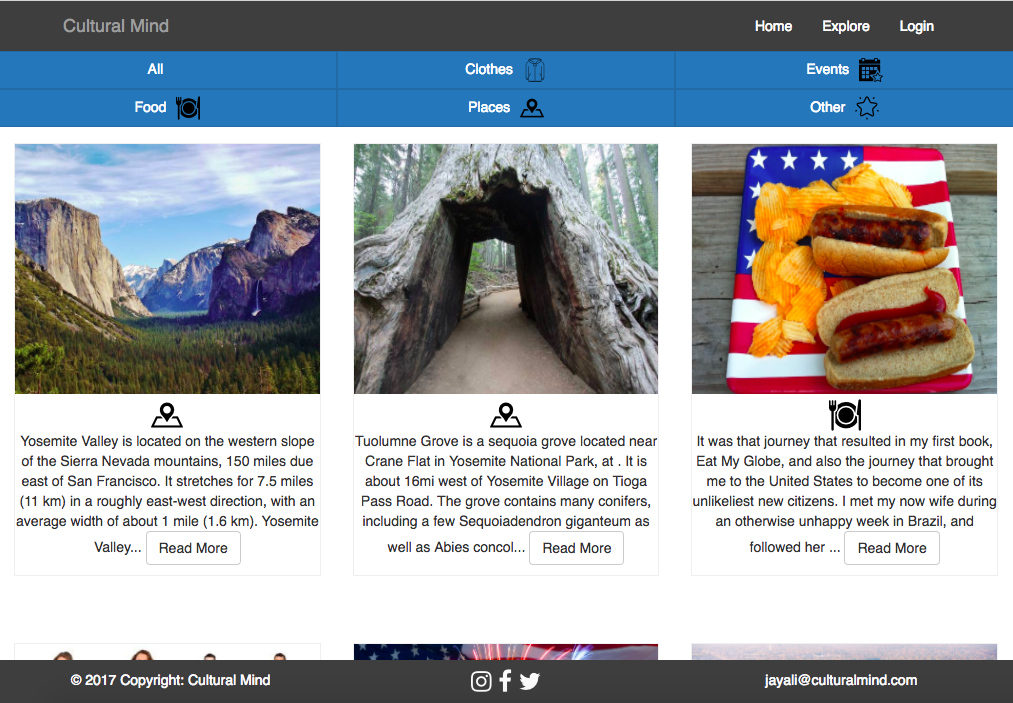 Cultural Mind
Home Explore Login
All Clothes Events
Food Places Other
Yosemite Valley is located on the western slope
of the Sierra Nevada mountains, 150 miles due
east of San Francisco. It stretches for 7.5 miles
(11 km) in a roughly east-west direction, with an
average width of about 1 mile (1.6 km). Yosemite
Valley... Read More
Tuolumne Grove is a sequoia grove located near
Crane Flat in Yosemite National Park, at . It is
about 16mi west of Yosemite Village on Tioga
Pass Road. The grove contains many conifers,
including a few Sequoiadendron giganteum as
well as Abies concol... Read More
It was that journey that resulted in my first book,
Eat My Globe, and also the journey that brought
me to the United States to become one of its
unlikeliest new citizens. I met my now wife during
an otherwise unhappy week in Brazil, and
followed her ... Read More
© 2017 Copyright: Cultural Mind
jayali@culturalmind.com